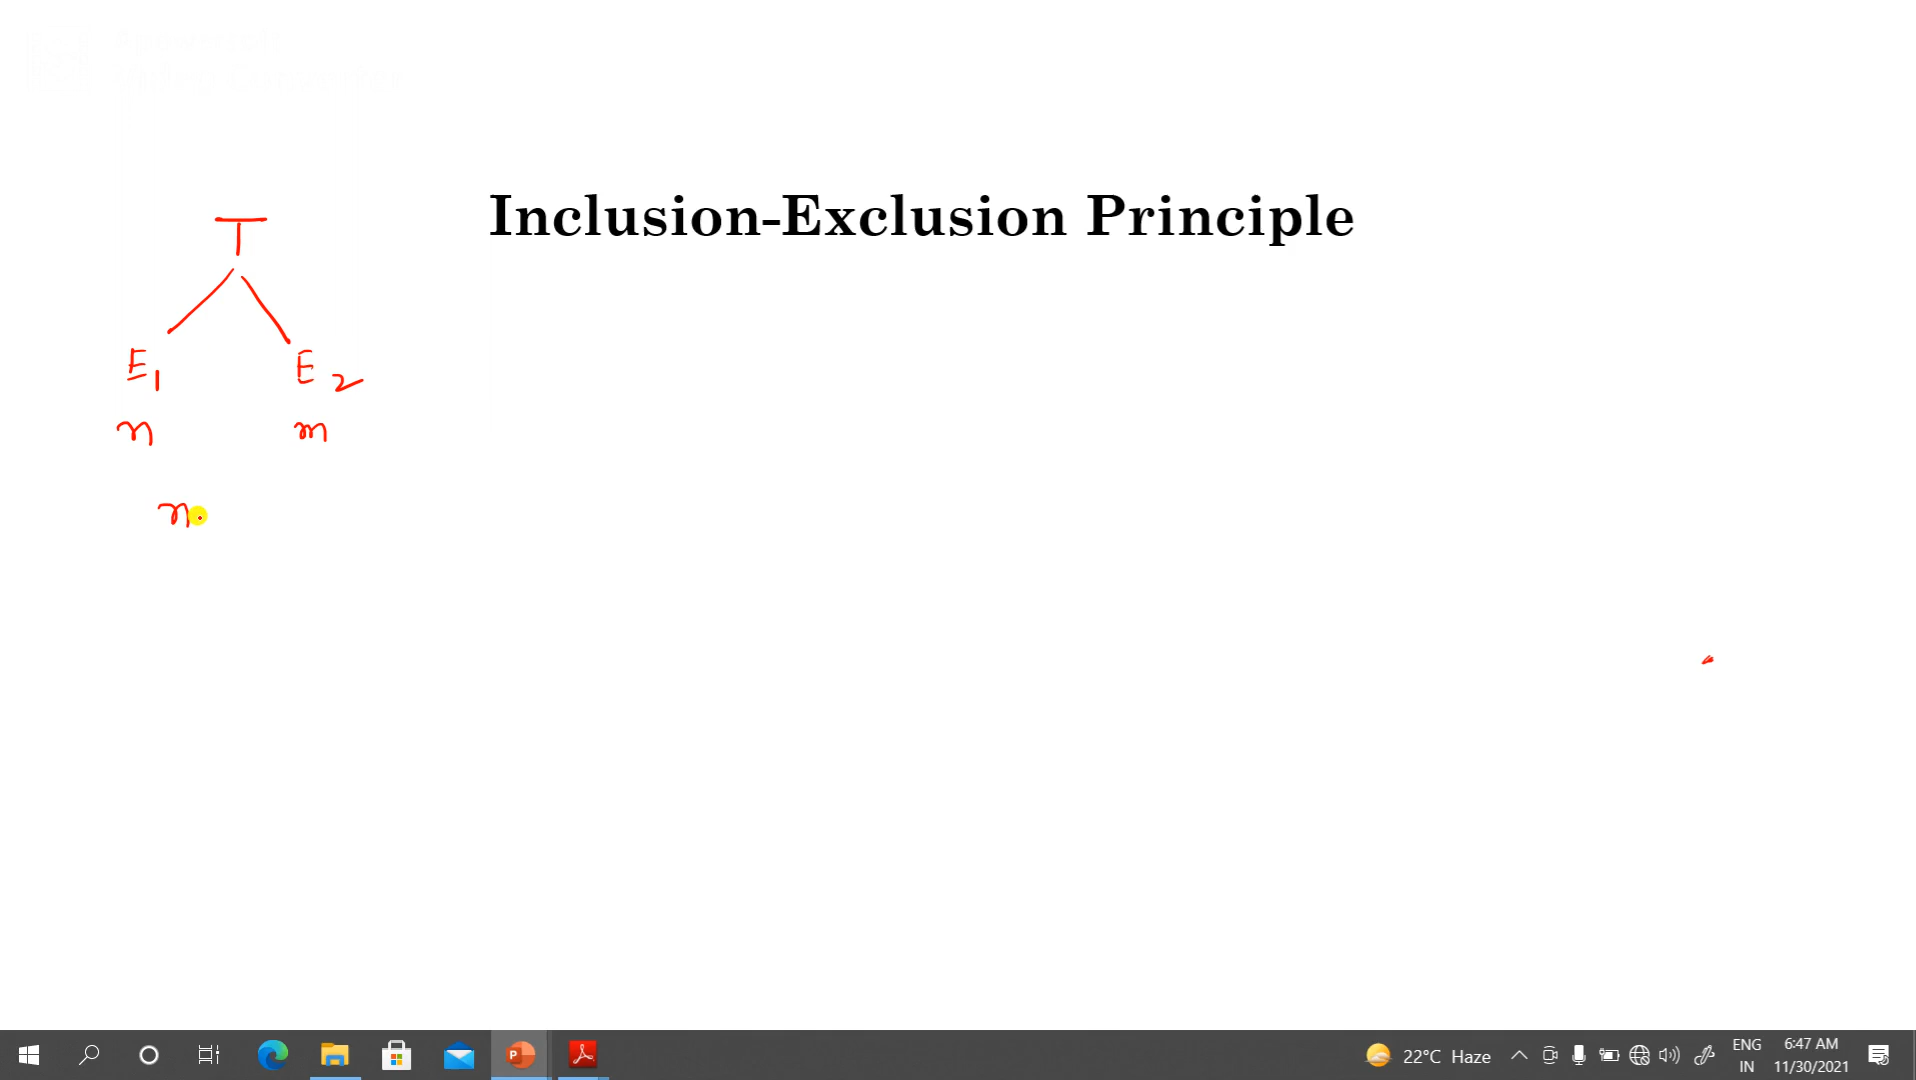 Inclusion-Exclusion Principle
T
E1 E2
n m
n
P
22°C Haze
ENG
IN
6:47 AM
11/30/2021